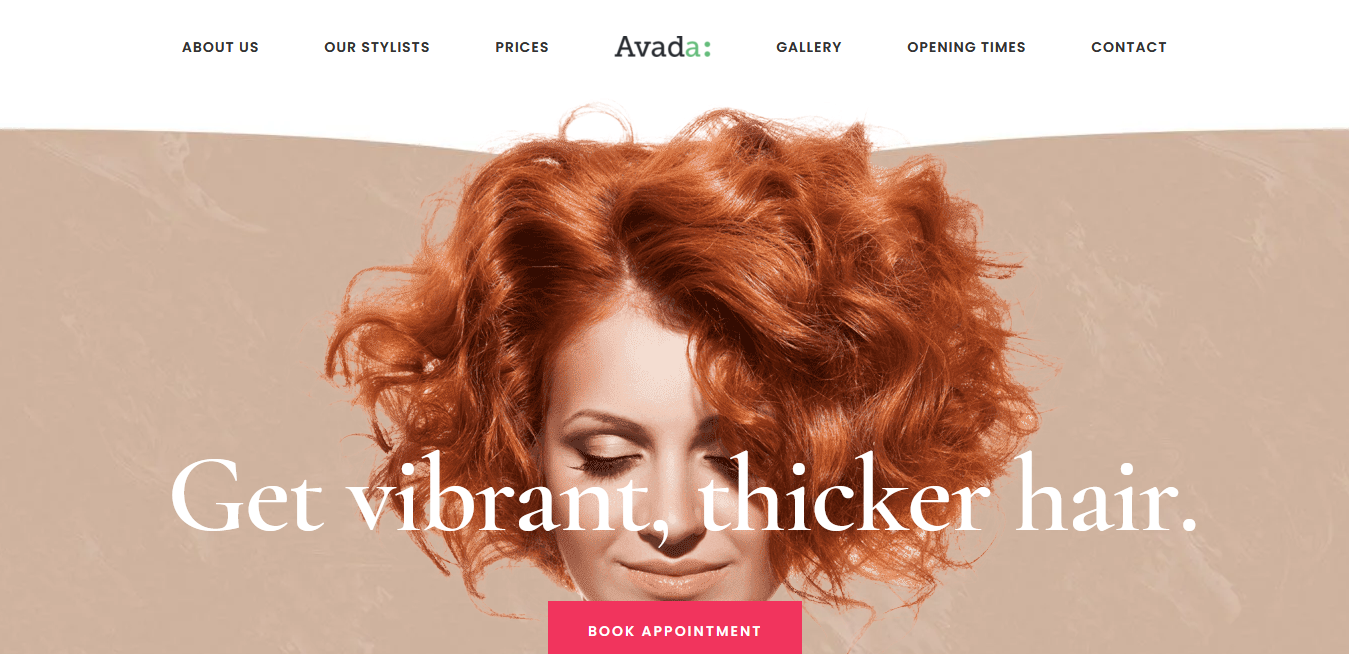 ABOUT US OUR STYLISTS PRICES Avada: GALLERY OPENING TIMES CONTACT
Get vibrant, thicker hair.
BOOK APPOINTMENT